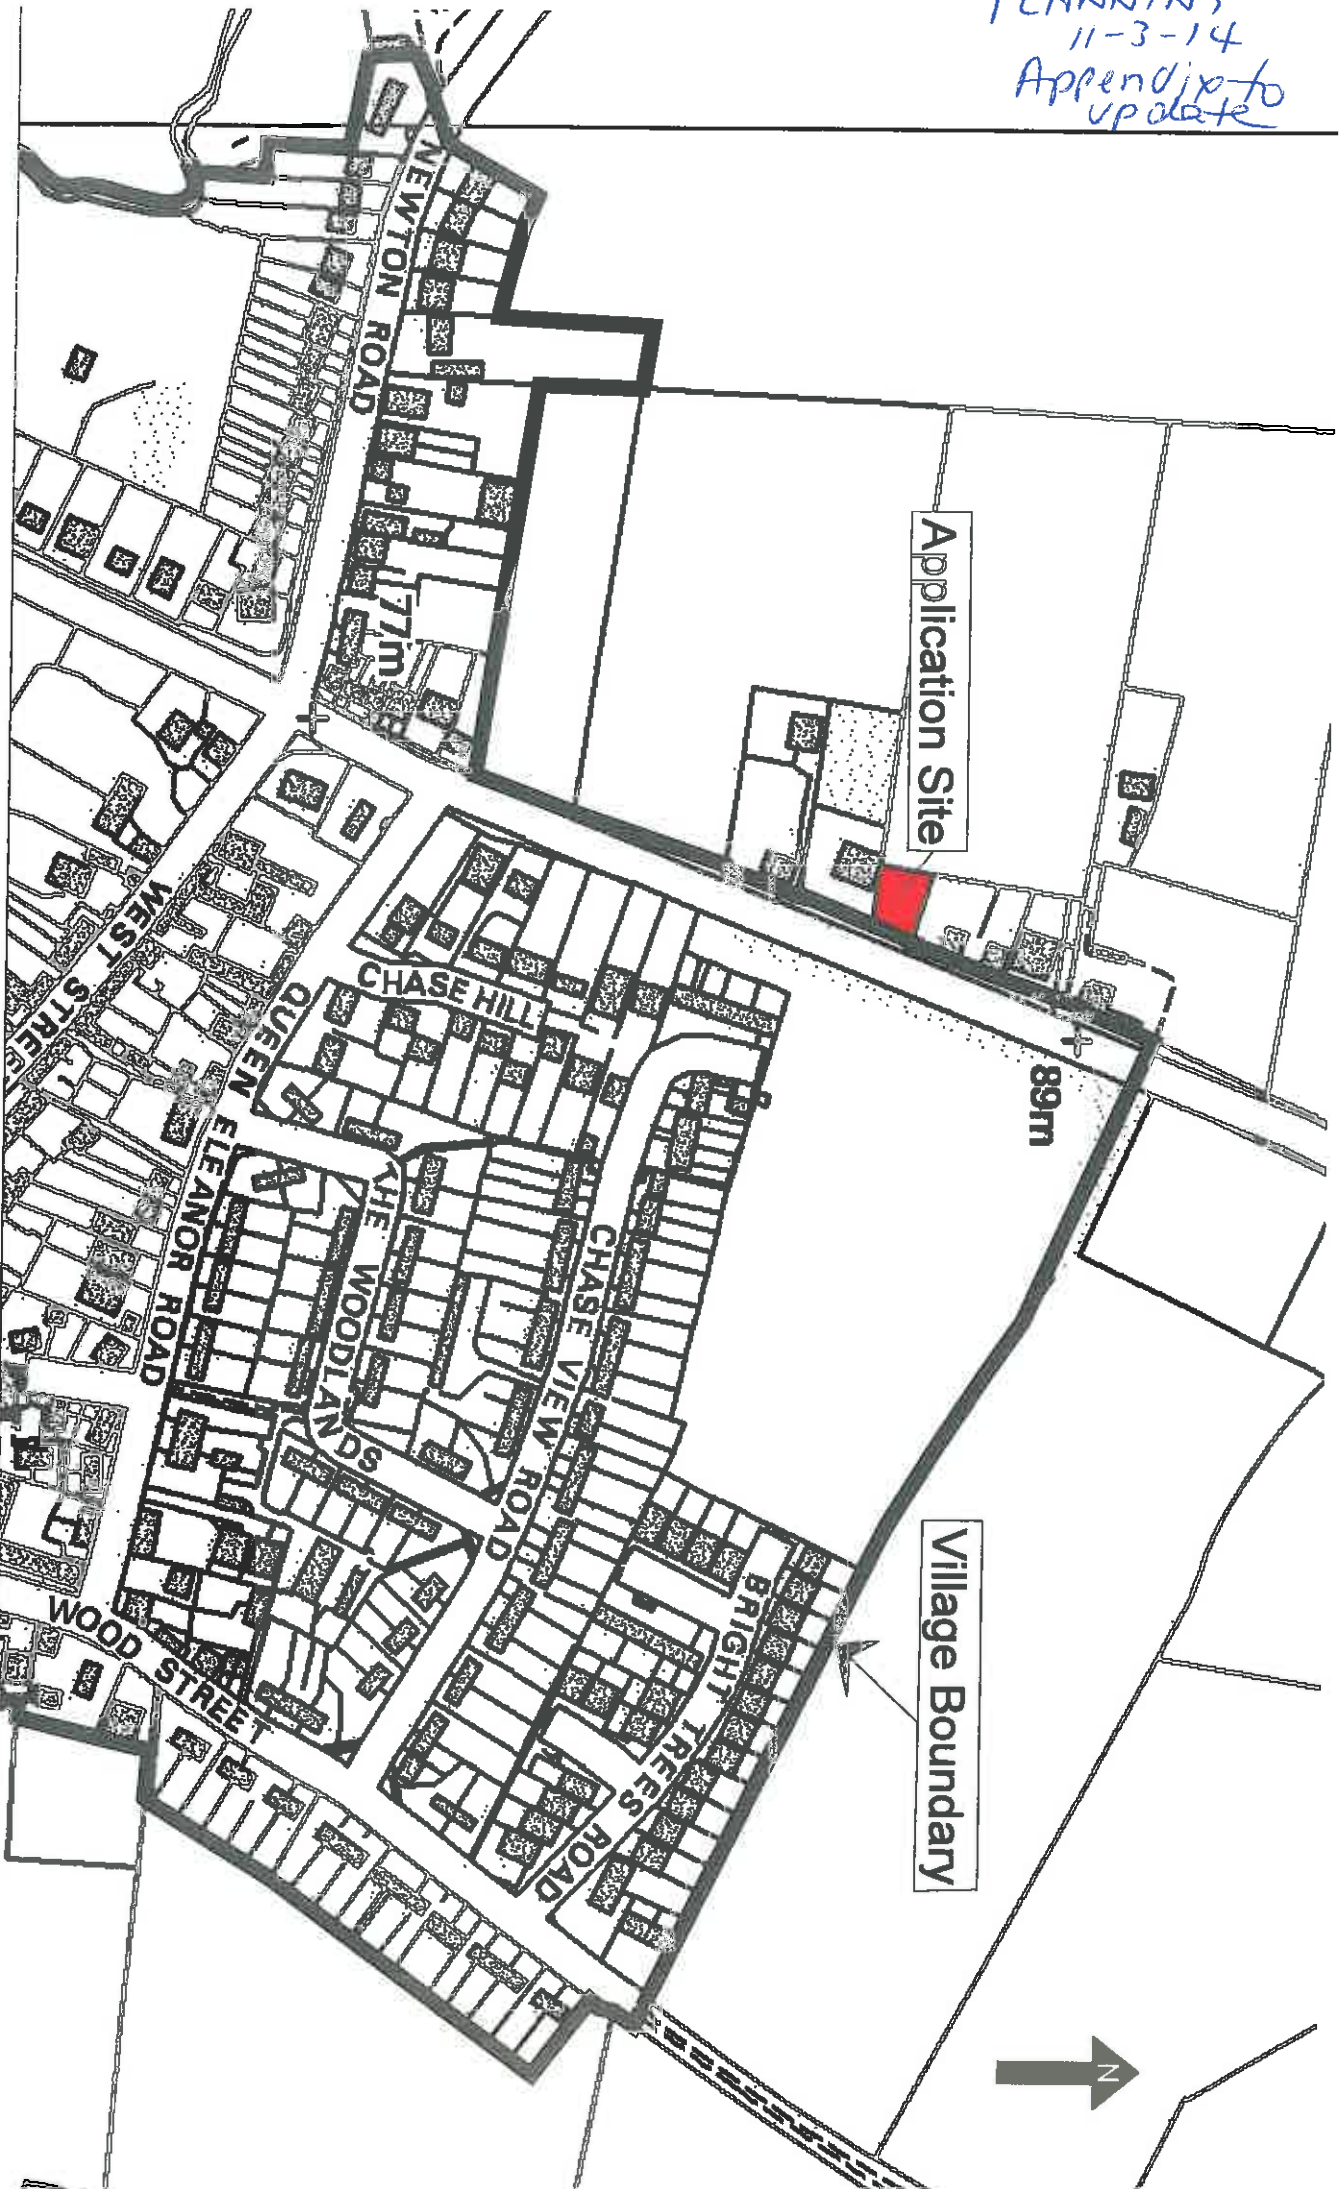 PLANNING
11-3-14
Appendix to
update
NEWTON ROAD
77m
Application Site
89m
WEST STREET
QUEEN ELEANOR ROAD
CHASE HILL
THE WOODLANDS
CHASE VIEW ROAD
BRIGHT TREES ROAD
WOOD STREET
Village Boundary
N